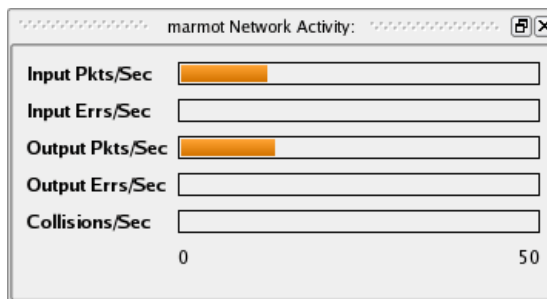 marmot Network Activity:
Input Pkts/Sec
Input Errs/Sec
Output Pkts/Sec
Output Errs/Sec
Collisions/Sec
0 50